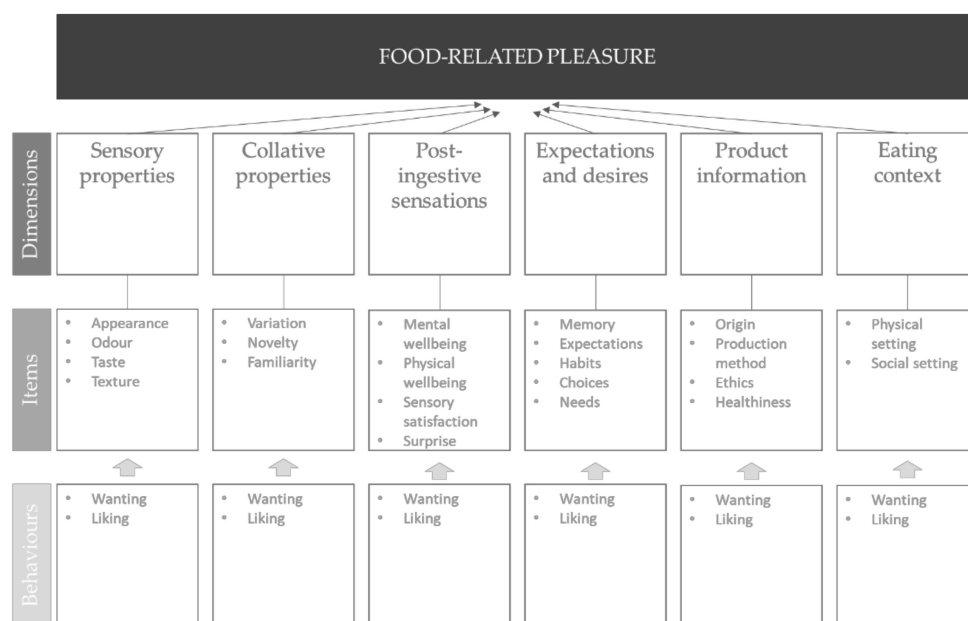 FOOD-RELATED PLEASURE
Dimensions
Sensory
properties
Collative
properties
Post-
ingestive
sensations
Expectations
and desires
Product
information
Eating
context
Items
• Appearance
• Odour
• Taste
• Texture
• Variation
• Novelty
• Familiarity
• Mental
wellbeing
• Physical
wellbeing
• Sensory
satisfaction
• Surprise
• Memory
• Expectations
• Habits
• Choices
• Needs
• Origin
• Production
method
• Ethics
• Healthiness
• Physical
setting
• Social setting
Behaviours
• Wanting
• Liking
• Wanting
• Liking
• Wanting
• Liking
• Wanting
• Liking
• Wanting
• Liking
• Wanting
• Liking